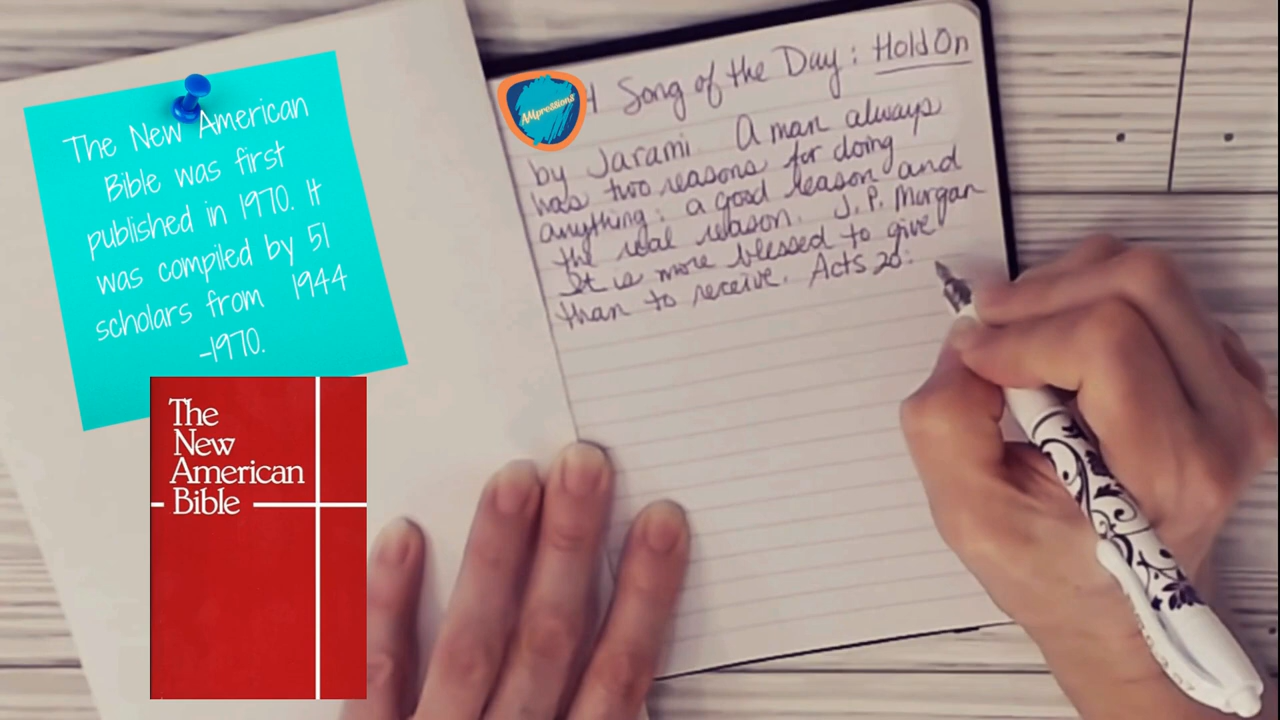 The New American
Bible was first
published in 1970. It
was compiled by 51
scholars from 1944
-1970.
The
New
American
Bible
AMpressions
4 Song of the Day : Hold On
by Jarami A man always
has two reasons for doing
anything : a good reason and
the real reason. J. P. Morgan
It is more blessed to give
than to receive. Acts 20: